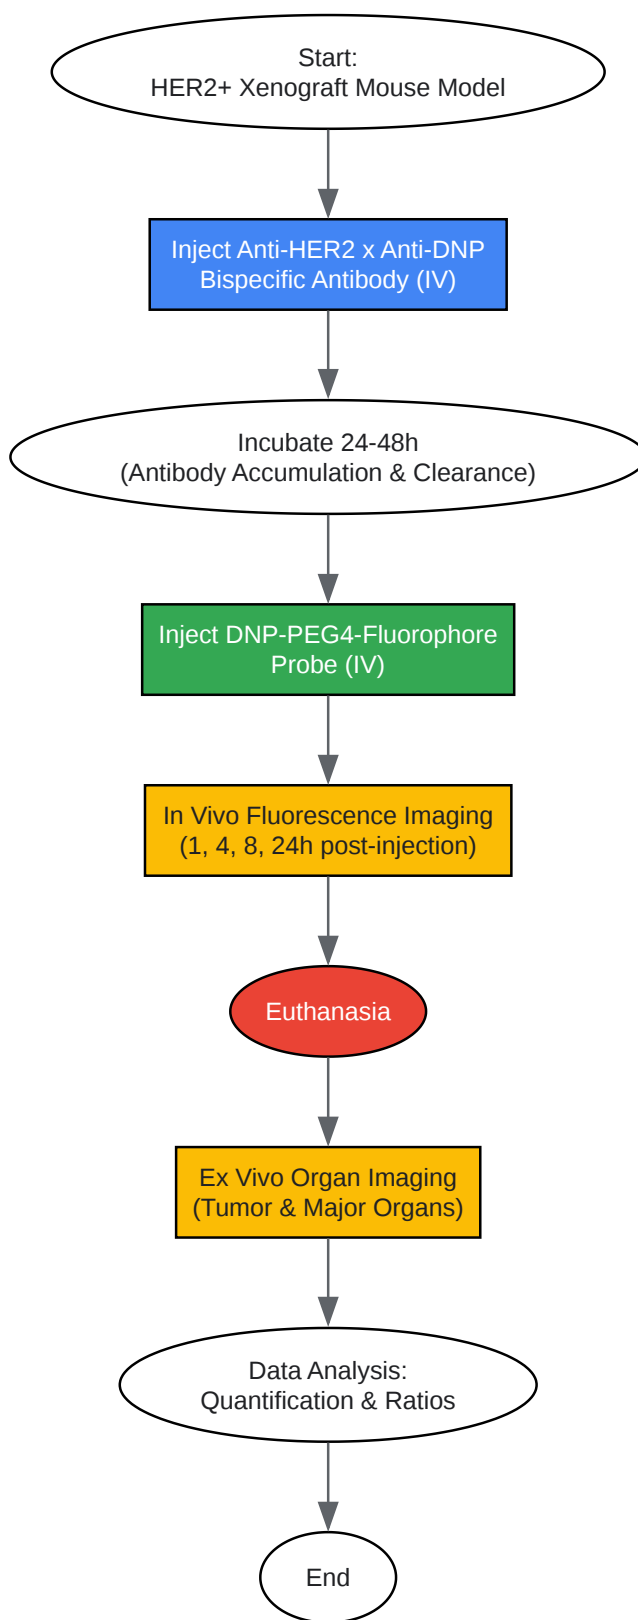 Start:
HER2+ Xenograft Mouse Model
Inject Anti-HER2 x Anti-DNP
Bispecific Antibody (IV)
Incubate 24-48h
(Antibody Accumulation & Clearance)
Inject DNP-PEG4-Fluorophore
Probe (IV)
In Vivo Fluorescence Imaging
(1, 4, 8, 24h post-injection)
Euthanasia
Ex Vivo Organ Imaging
(Tumor & Major Organs)
Data Analysis:
Quantification & Ratios
End